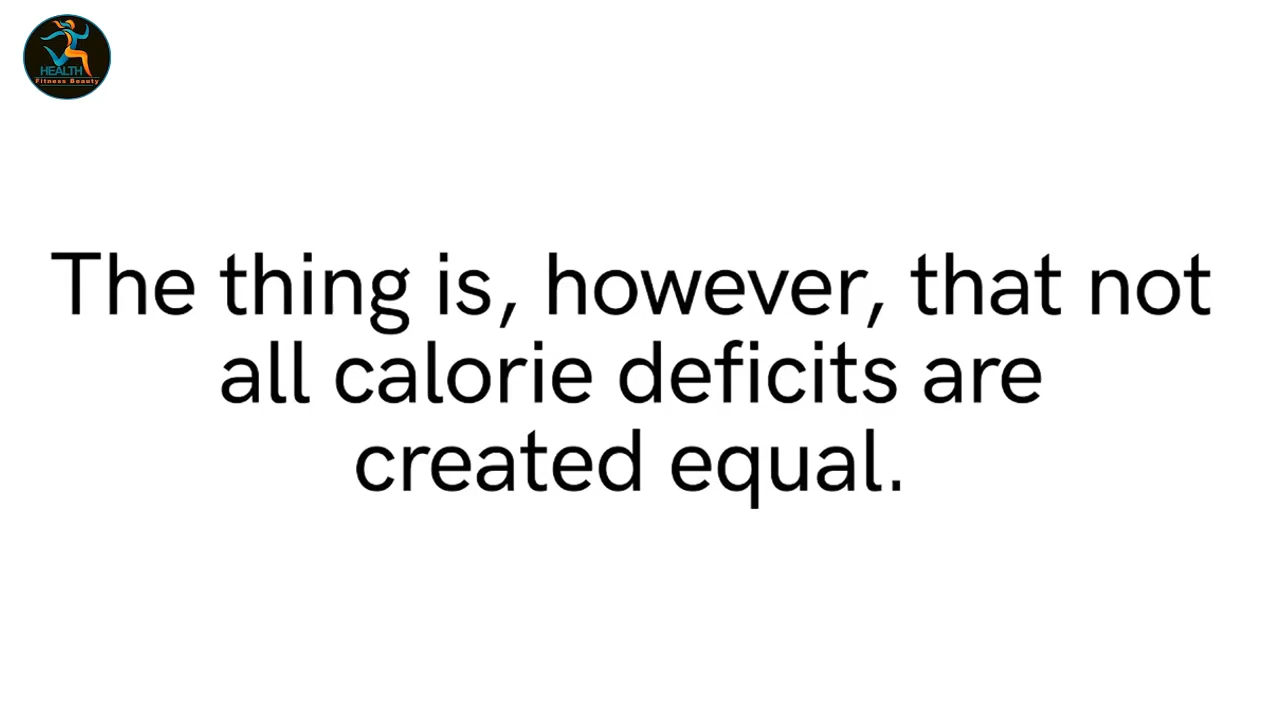 HEALTH
Fitness Beauty
The thing is, however, that not
all calorie deficits are
created equal.